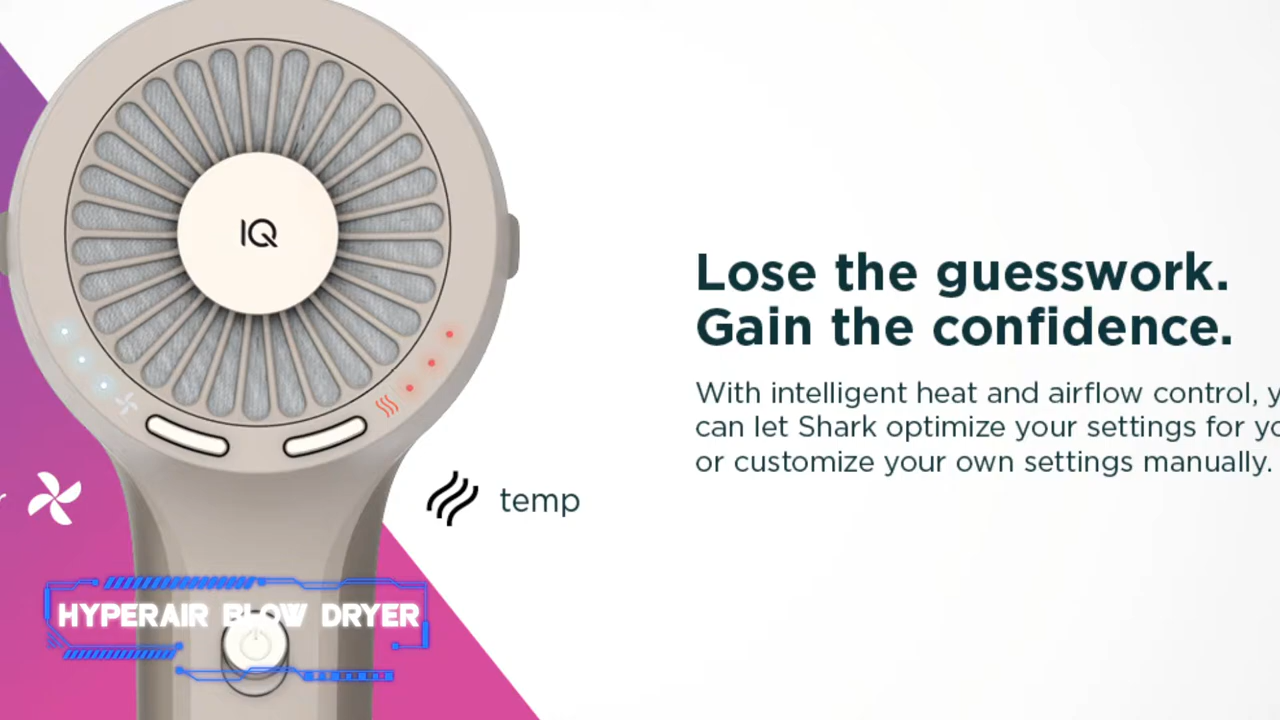 IQ
Lose the guesswork.
Gain the confidence.
With intelligent heat and airflow control,
can let Shark optimize your settings for
or customize your own settings manually.
temp
HYPERAIR BLOW DRYER